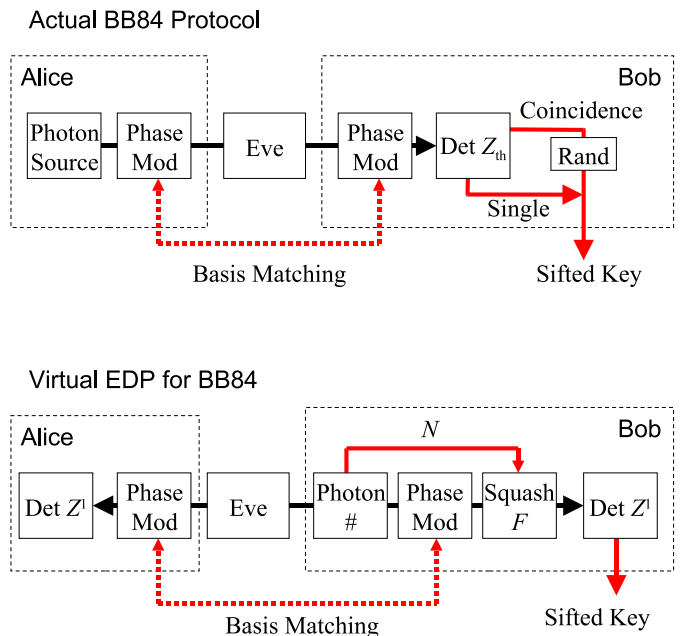 Actual BB84 Protocol
Alice
Bob
Photon
Source
Phase
Mod
Eve
Phase
Mod
Det Z_th
Coincidence
Rand
Single
Basis Matching
Sifted Key
Virtual EDP for BB84
Alice
Bob
N
Det Z¹
Phase
Mod
Eve
Photon
#
Phase
Mod
Squash
F
Det Z¹
Basis Matching
Sifted Key